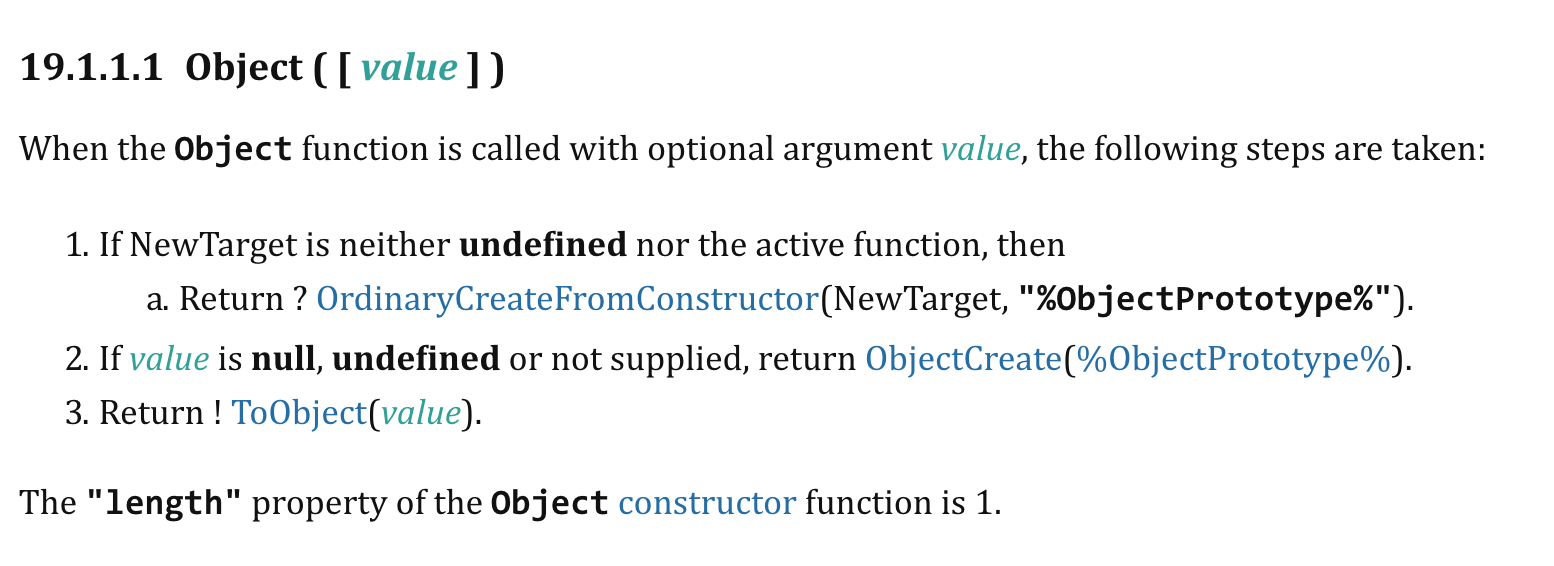 19.1.1.1 Object ( [ value ] )
When the Object function is called with optional argument value, the following steps are taken:
1. If NewTarget is neither undefined nor the active function, then
a. Return ? OrdinaryCreateFromConstructor(NewTarget, "%ObjectPrototype%").
2. If value is null, undefined or not supplied, return ObjectCreate(%ObjectPrototype%).
3. Return ! ToObject(value).
The "length" property of the Object constructor function is 1.